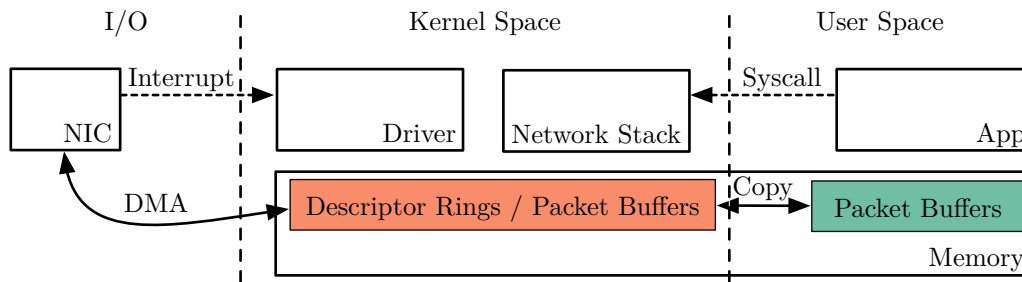 I/O
Kernel Space
User Space
Interrupt
Syscall
NIC
Driver
Network Stack
App
DMA
Descriptor Rings / Packet Buffers
Copy
Packet Buffers
Memory